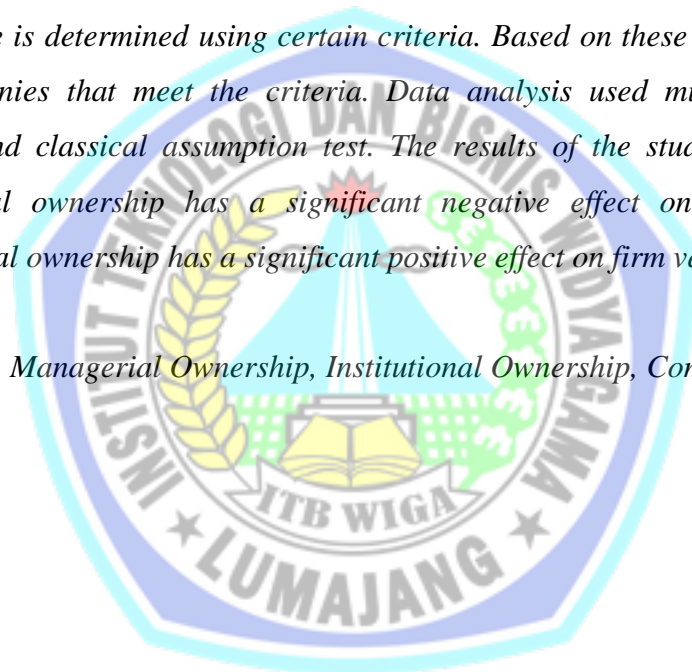 e is determined using certain criteria. Based on these
nies that meet the criteria. Data analysis used mu
nd classical assumption test. The results of the stud
al ownership has a significant negative effect on
al ownership has a significant positive effect on firm va
Managerial Ownership, Institutional Ownership, Con
INSTITUT TEKNOLOGI DAN BISNIS WIDYA GAMA
ITB WIGA
LUMAJANG